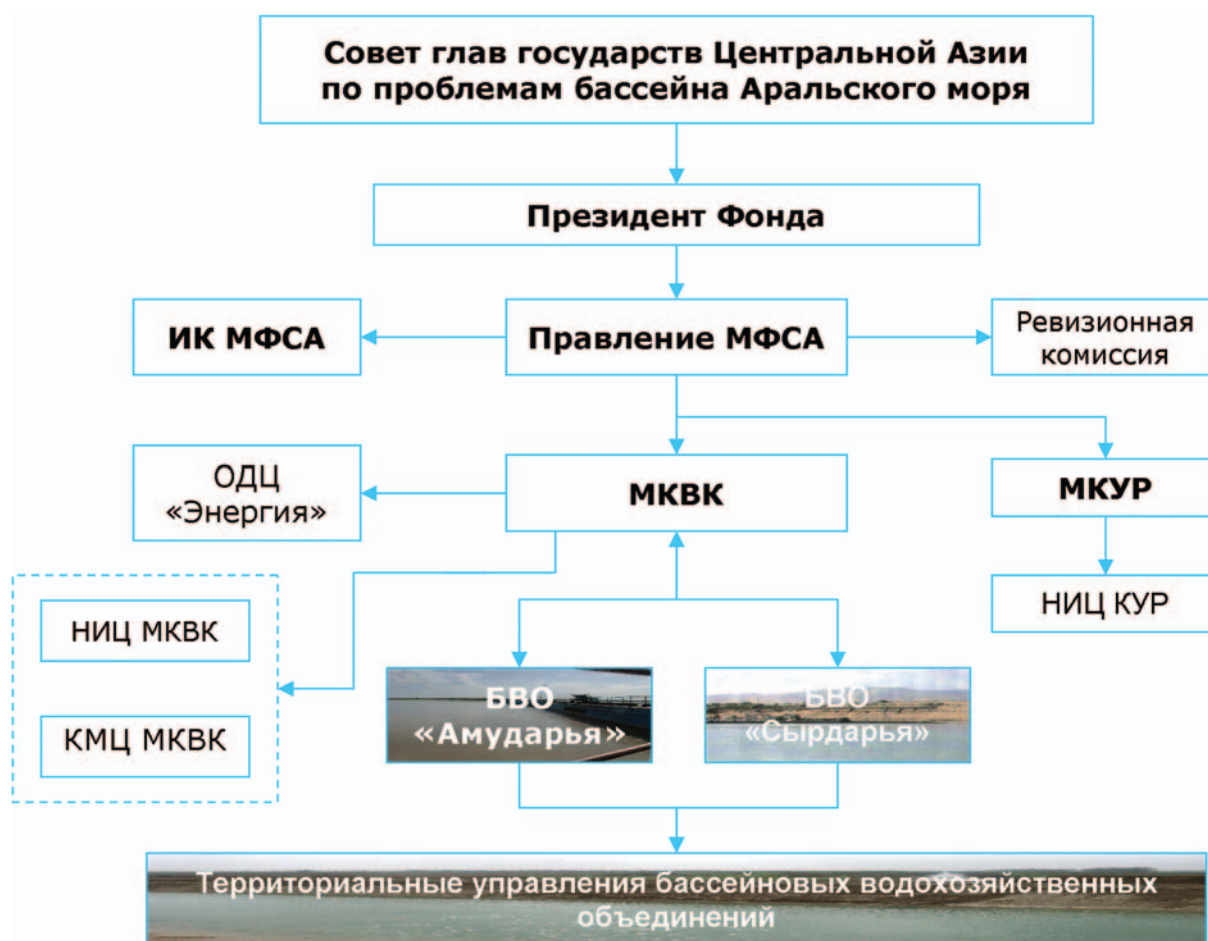 Совет глав государств Центральной Азии
по проблемам бассейна Аральского моря
Президент Фонда
ИК МФСА
Правление МФСА
Ревизионная
комиссия
ОДЦ
«Энергия»
МКВК
МКУР
НИЦ МКВК
КМЦ МКВК
НИЦ КУР
БВО
«Амударья»
БВО
«Сырдарья»
Территориальные управления бассейновых водохозяйственных
объединений